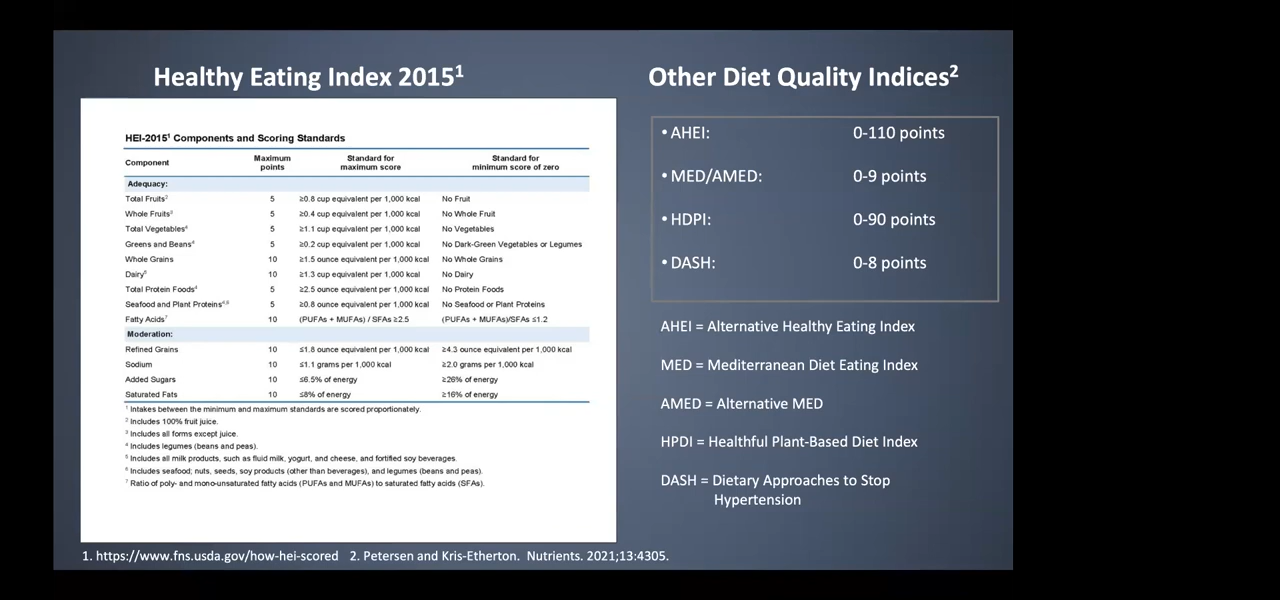 Healthy Eating Index 2015¹
HEI-2015¹ Components and Scoring Standards
Component Maximum points Standard for maximum score Standard for minimum score of zero
Adequacy:
Total Fruits² 5 ≥0.8 cup equivalent per 1,000 kcal No Fruit
Whole Fruits³ 5 ≥0.4 cup equivalent per 1,000 kcal No Whole Fruit
Total Vegetables⁴ 5 ≥1.1 cup equivalent per 1,000 kcal No Vegetables
Greens and Beans⁴ 5 ≥0.2 cup equivalent per 1,000 kcal No Dark-Green Vegetables or Legumes
Whole Grains 10 ≥1.5 ounce equivalent per 1,000 kcal No Whole Grains
Dairy⁵ 10 ≥1.3 cup equivalent per 1,000 kcal No Dairy
Total Protein Foods⁴ 5 ≥2.5 ounce equivalent per 1,000 kcal No Protein Foods
Seafood and Plant Proteins⁴,⁶ 5 ≥0.8 ounce equivalent per 1,000 kcal No Seafood or Plant Proteins
Fatty Acids⁷ 10 (PUFAs + MUFAs) / SFAs ≥2.5 (PUFAs + MUFAs)/SFAs ≤1.2
Moderation:
Refined Grains 10 ≤1.8 ounce equivalent per 1,000 kcal ≥4.3 ounce equivalent per 1,000 kcal
Sodium 10 ≤1.1 grams per 1,000 kcal ≥2.0 grams per 1,000 kcal
Added Sugars 10 ≤6.5% of energy ≥26% of energy
Saturated Fats 10 ≤8% of energy ≥16% of energy
¹ Intakes between the minimum and maximum standards are scored proportionately.
² Includes 100% fruit juice.
³ Includes all forms except juice.
⁴ Includes legumes (beans and peas).
⁵ Includes all milk products, such as fluid milk, yogurt, and cheese, and fortified soy beverages.
⁶ Includes seafood; nuts, seeds, soy products (other than beverages), and legumes (beans and peas).
⁷ Ratio of poly- and mono-unsaturated fatty acids (PUFAs and MUFAs) to saturated fatty acids (SFAs).
Other Diet Quality Indices²
• AHEI: 0-110 points
• MED/AMED: 0-9 points
• HDPI: 0-90 points
• DASH: 0-8 points
AHEI = Alternative Healthy Eating Index
MED = Mediterranean Diet Eating Index
AMED = Alternative MED
HPDI = Healthful Plant-Based Diet Index
DASH = Dietary Approaches to Stop
Hypertension
1. https://www.fns.usda.gov/how-hei-scored 2. Petersen and Kris-Etherton. Nutrients. 2021;13:4305.